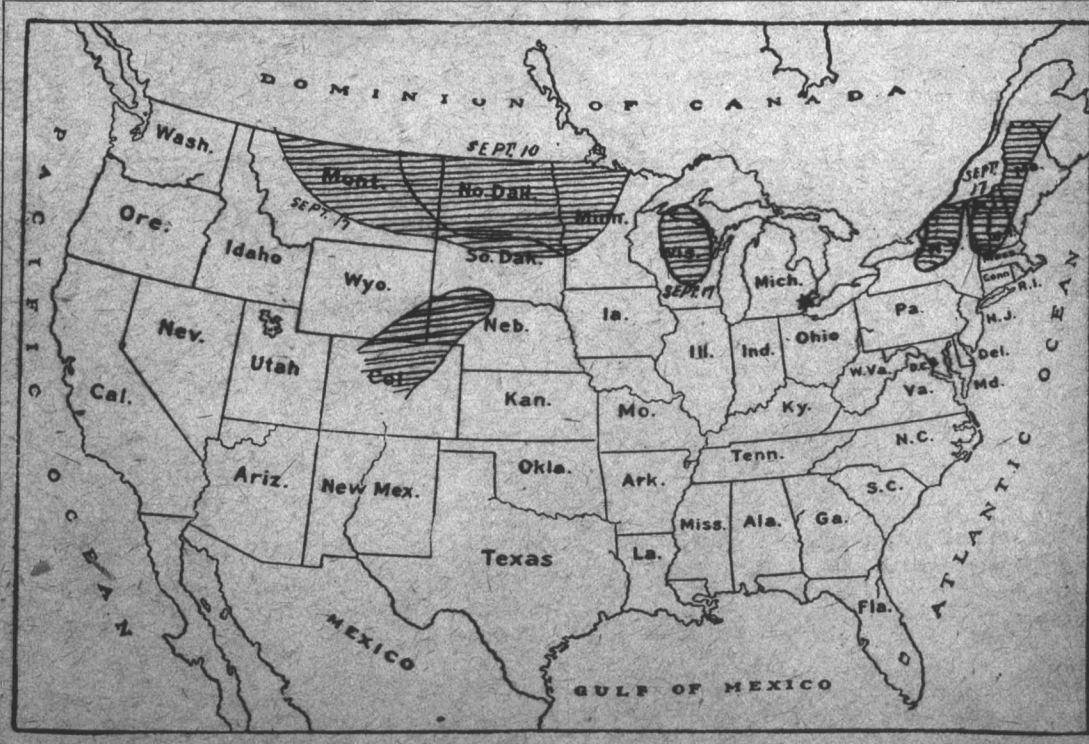 DOMINION OF CANADA
SEPT. 10
Wash.
Mont.
No. Dak.
Minn.
SEPT. 17
Me.
Ore.
SEPT. 17
Idaho
So. Dak.
Wis.
SEPT. 17
Mich.
Mass.
Conn.
R.I.
Wyo.
Neb.
Ia.
Pa.
N.J.
Nev.
Utah
Col.
Ill.
Ind.
Ohio
W.Va.
D.C.
Del.
Md.
Cal.
Kan.
Mo.
Ky.
Va.
Ariz.
New Mex.
Okla.
Ark.
Tenn.
N.C.
S.C.
Texas
La.
Miss.
Ala.
Ga.
Fla.
PACIFIC OCEAN
ATLANTIC OCEAN
MEXICO
GULF OF MEXICO